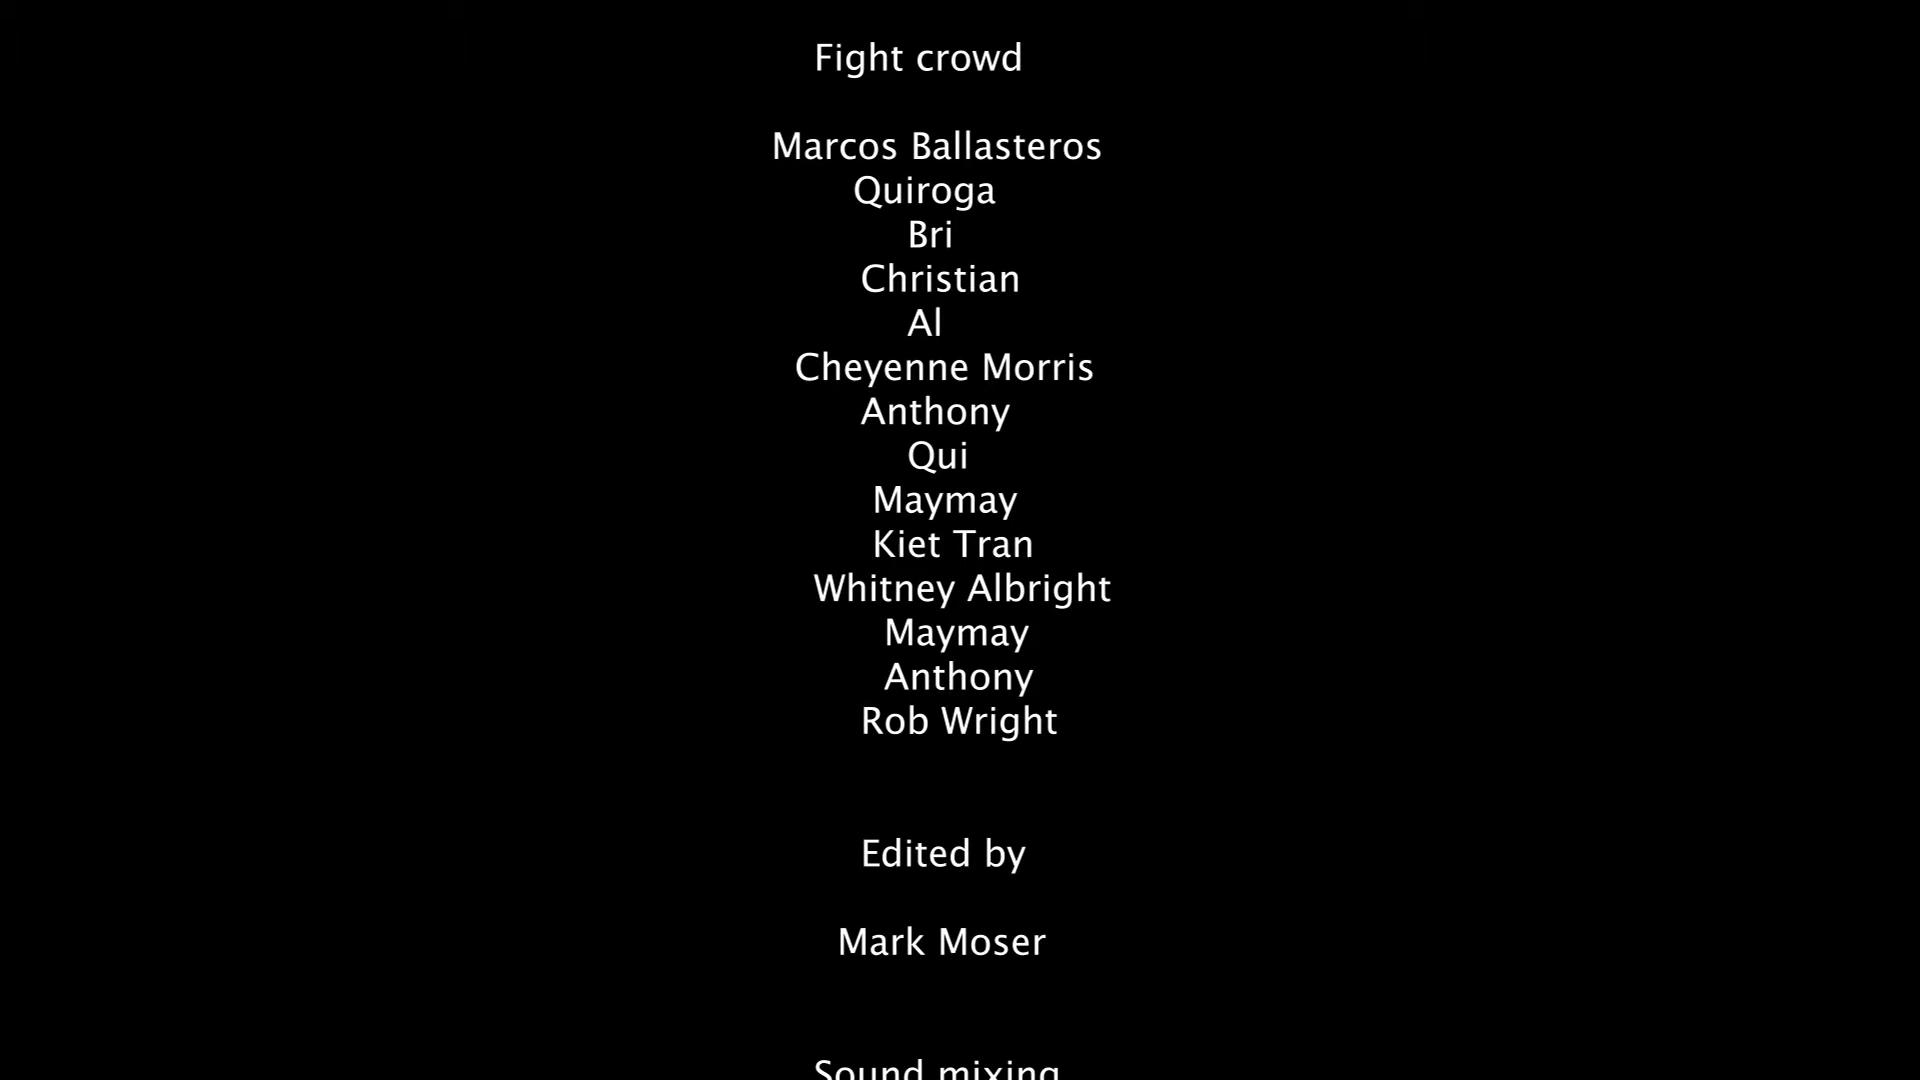 Fight crowd
Marcos Ballasteros
Quiroga
Bri
Christian
Al
Cheyenne Morris
Anthony
Qui
Maymay
Kiet Tran
Whitney Albright
Maymay
Anthony
Rob Wright
Edited by
Mark Moser
Sound mixing